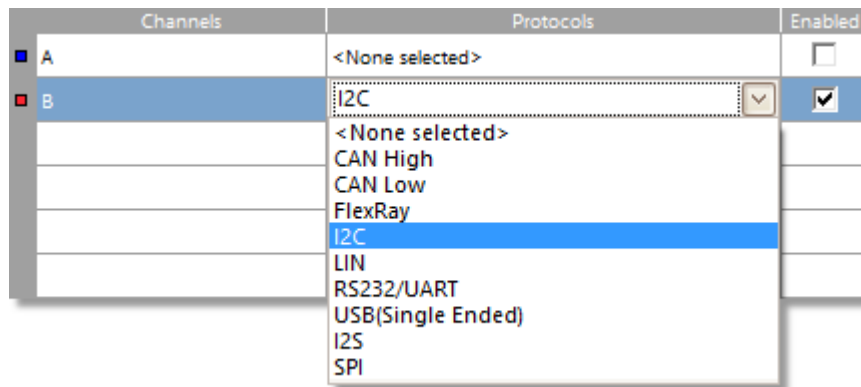 Channels Protocols Enabled
A <None selected>
B I2C
<None selected>
CAN High
CAN Low
FlexRay
I2C
LIN
RS232/UART
USB(Single Ended)
I2S
SPI